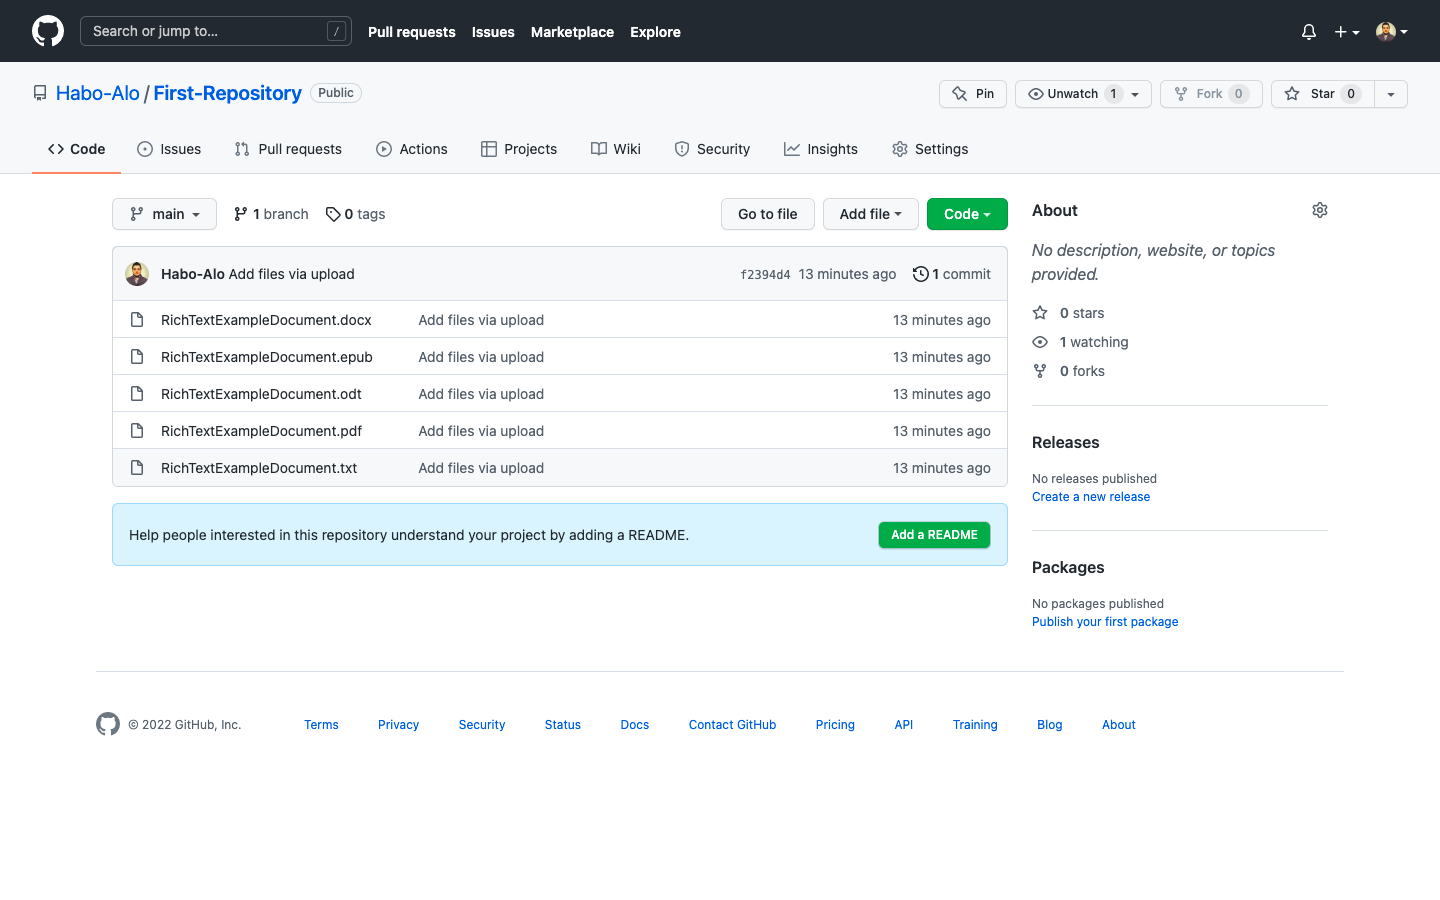 Search or jump to... /
Pull requests Issues Marketplace Explore
Habo-Alo / First-Repository Public
Pin Unwatch 1 Fork 0 Star 0
Code Issues Pull requests Actions Projects Wiki Security Insights Settings
main 1 branch 0 tags Go to file Add file Code
Habo-Alo Add files via upload f2394d4 13 minutes ago 1 commit
RichTextExampleDocument.docx Add files via upload 13 minutes ago
RichTextExampleDocument.epub Add files via upload 13 minutes ago
RichTextExampleDocument.odt Add files via upload 13 minutes ago
RichTextExampleDocument.pdf Add files via upload 13 minutes ago
RichTextExampleDocument.txt Add files via upload 13 minutes ago
Help people interested in this repository understand your project by adding a README. Add a README
About
No description, website, or topics
provided.
0 stars
1 watching
0 forks
Releases
No releases published
Create a new release
Packages
No packages published
Publish your first package
© 2022 GitHub, Inc. Terms Privacy Security Status Docs Contact GitHub Pricing API Training Blog About